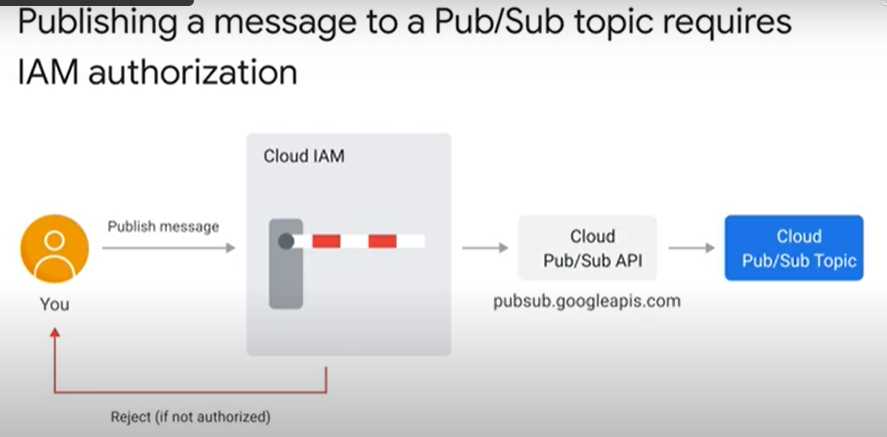 Publishing a message to a Pub/Sub topic requires
IAM authorization
Cloud IAM
Publish message
You
Cloud
Pub/Sub API
pubsub.googleapis.com
Cloud
Pub/Sub Topic
Reject (if not authorized)